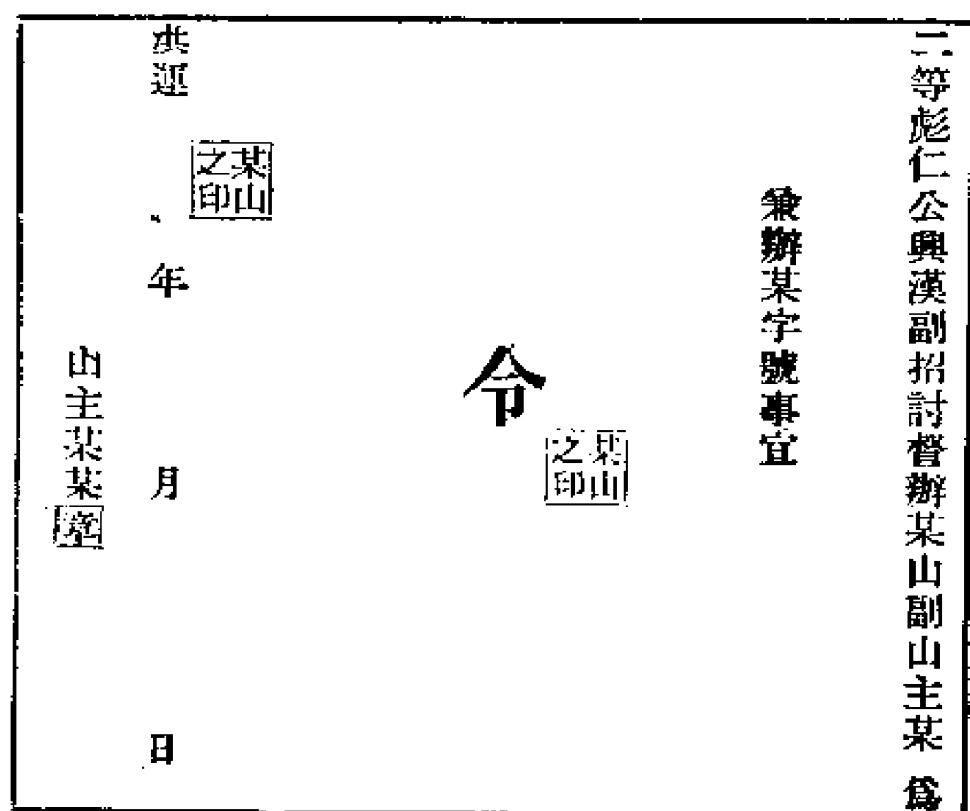 二等彪仁公興漢副招討督辦某山副山主某 爲
兼辦某字號事宜
令
某山
之印
某山
之印
洪運 年 月 日
山主某某